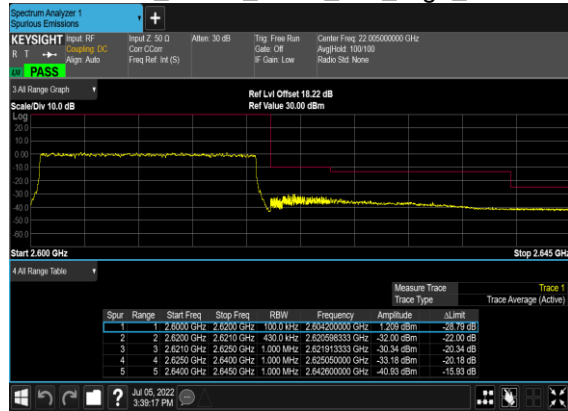 Spectrum Analyzer 1
Spurious Emissions
KEYSIGHT Input: RF Input Z: 50 Ω Atten: 30 dB Trig: Free Run Center Freq: 22.005000000 GHz
R T Coupling: DC Corr CCorr Gate: Off Avg|Hold: 100/100
Align: Auto Freq Ref: Int (S) IF Gain: Low Radio Std: None
PASS
3 All Range Graph
Ref Lvl Offset 18.22 dB
Scale/Div 10.0 dB Ref Value 30.00 dBm
Log
20.0
10.0
0.00
-10.0
-20.0
-30.0
-40.0
-50.0
-60.0
Start 2.600 GHz Stop 2.645 GHz
4 All Range Table
Measure Trace Trace 1
Trace Type Trace Average (Active)
Spur Range Start Freq Stop Freq RBW Frequency Amplitude ΔLimit
1 1 2.6000 GHz 2.6200 GHz 100.0 kHz 2.604200000 GHz 1.209 dBm -28.79 dB
2 2 2.6200 GHz 2.6210 GHz 430.0 kHz 2.620598333 GHz -32.00 dBm -22.00 dB
3 3 2.6210 GHz 2.6250 GHz 1.000 MHz 2.621913333 GHz -30.34 dBm -20.34 dB
4 4 2.6250 GHz 2.6400 GHz 1.000 MHz 2.625050000 GHz -33.18 dBm -20.18 dB
5 5 2.6400 GHz 2.6450 GHz 1.000 MHz 2.642600000 GHz -40.93 dBm -15.93 dB
Jul 05, 2022
3:39:17 PM